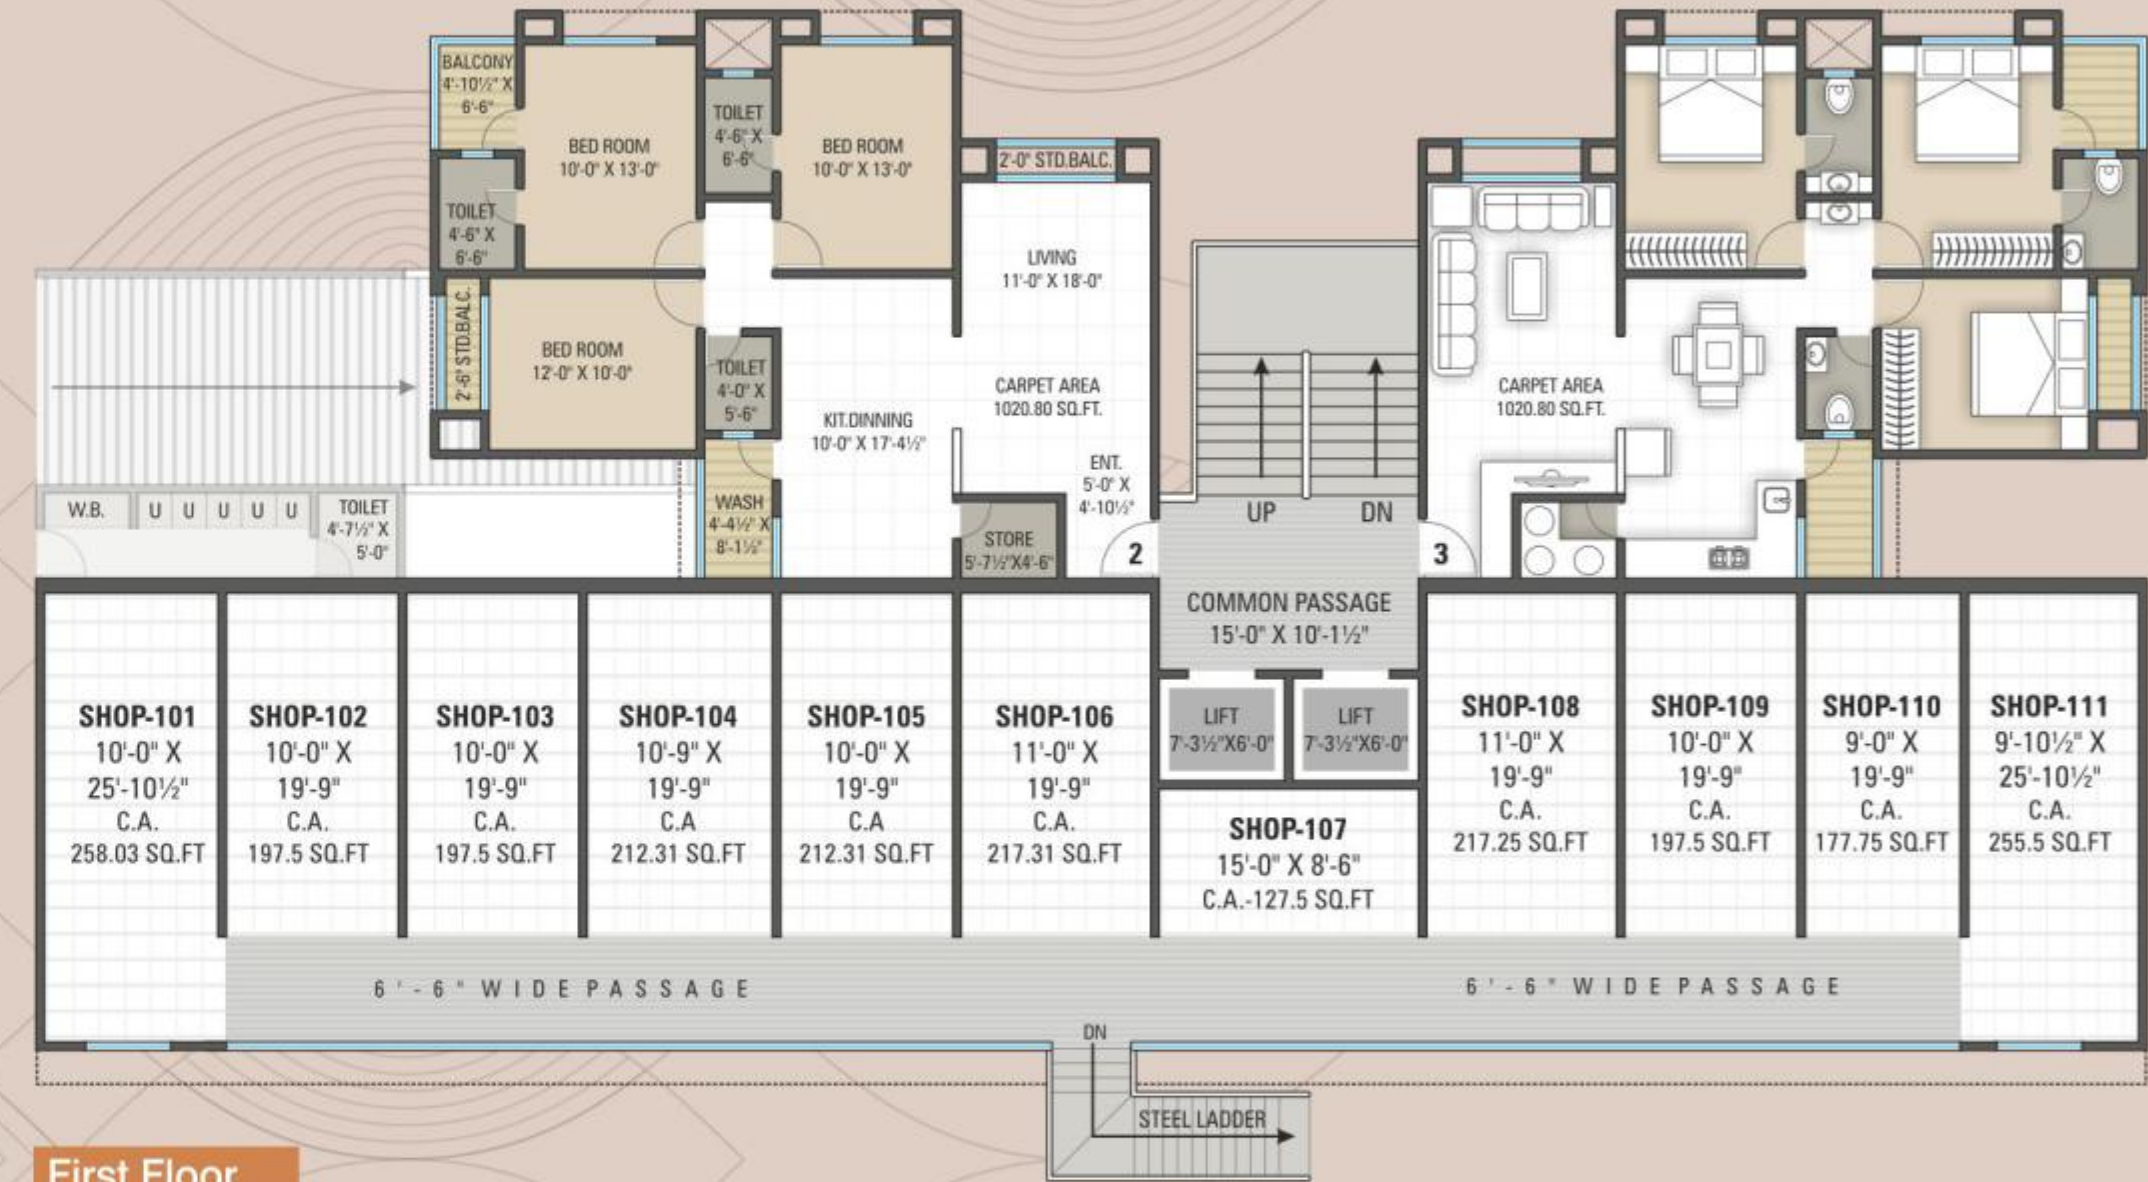 BALCONY
4'-10½" X
6'-6"
BED ROOM
10'-0" X 13'-0"
TOILET
4'-6" X
6'-6"
BED ROOM
10'-0" X 13'-0"
2'-0" STD.BALC.
TOILET
4'-6" X
6'-6"
LIVING
11'-0" X 18'-0"
2'-6" STD.BALC.
BED ROOM
12'-0" X 10'-0"
TOILET
4'-0" X
5'-6"
KIT.DINNING
10'-0" X 17'-4½"
CARPET AREA
1020.80 SQ.FT.
CARPET AREA
1020.80 SQ.FT.
ENT.
5'-0" X
4'-10½"
W.B.
U U U U U
TOILET
4'-7½" X
5'-0"
WASH
4'-4½" X
8'-1½"
STORE
5'-7½"X4'-6"
2
UP
DN
3
COMMON PASSAGE
15'-0" X 10'-1½"
LIFT
7'-3½"X6'-0"
LIFT
7'-3½"X6'-0"
SHOP-101
10'-0" X
25'-10½"
C.A.
258.03 SQ.FT
SHOP-102
10'-0" X
19'-9"
C.A.
197.5 SQ.FT
SHOP-103
10'-0" X
19'-9"
C.A.
197.5 SQ.FT
SHOP-104
10'-9" X
19'-9"
C.A
212.31 SQ.FT
SHOP-105
10'-0" X
19'-9"
C.A
212.31 SQ.FT
SHOP-106
11'-0" X
19'-9"
C.A.
217.31 SQ.FT
SHOP-107
15'-0" X 8'-6"
C.A.-127.5 SQ.FT
SHOP-108
11'-0" X
19'-9"
C.A.
217.25 SQ.FT
SHOP-109
10'-0" X
19'-9"
C.A.
197.5 SQ.FT
SHOP-110
9'-0" X
19'-9"
C.A.
177.75 SQ.FT
SHOP-111
9'-10½" X
25'-10½"
C.A.
255.5 SQ.FT
6'-6" WIDE PASSAGE
6'-6" WIDE PASSAGE
DN
STEEL LADDER
First Floor